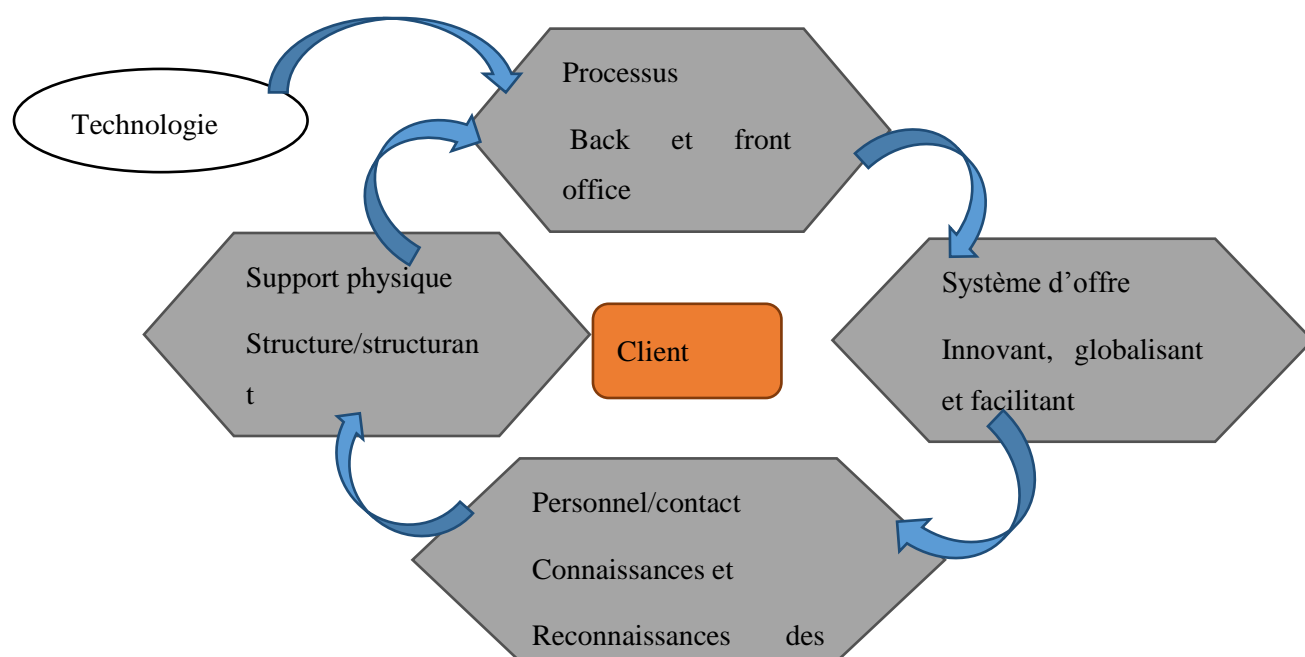 Technologie
Processus
Back et front
office
Support physique
Structure/structuran
t
Client
Système d’offre
Innovant, globalisant
et facilitant
Personnel/contact
Connaissances et
Reconnaissances des